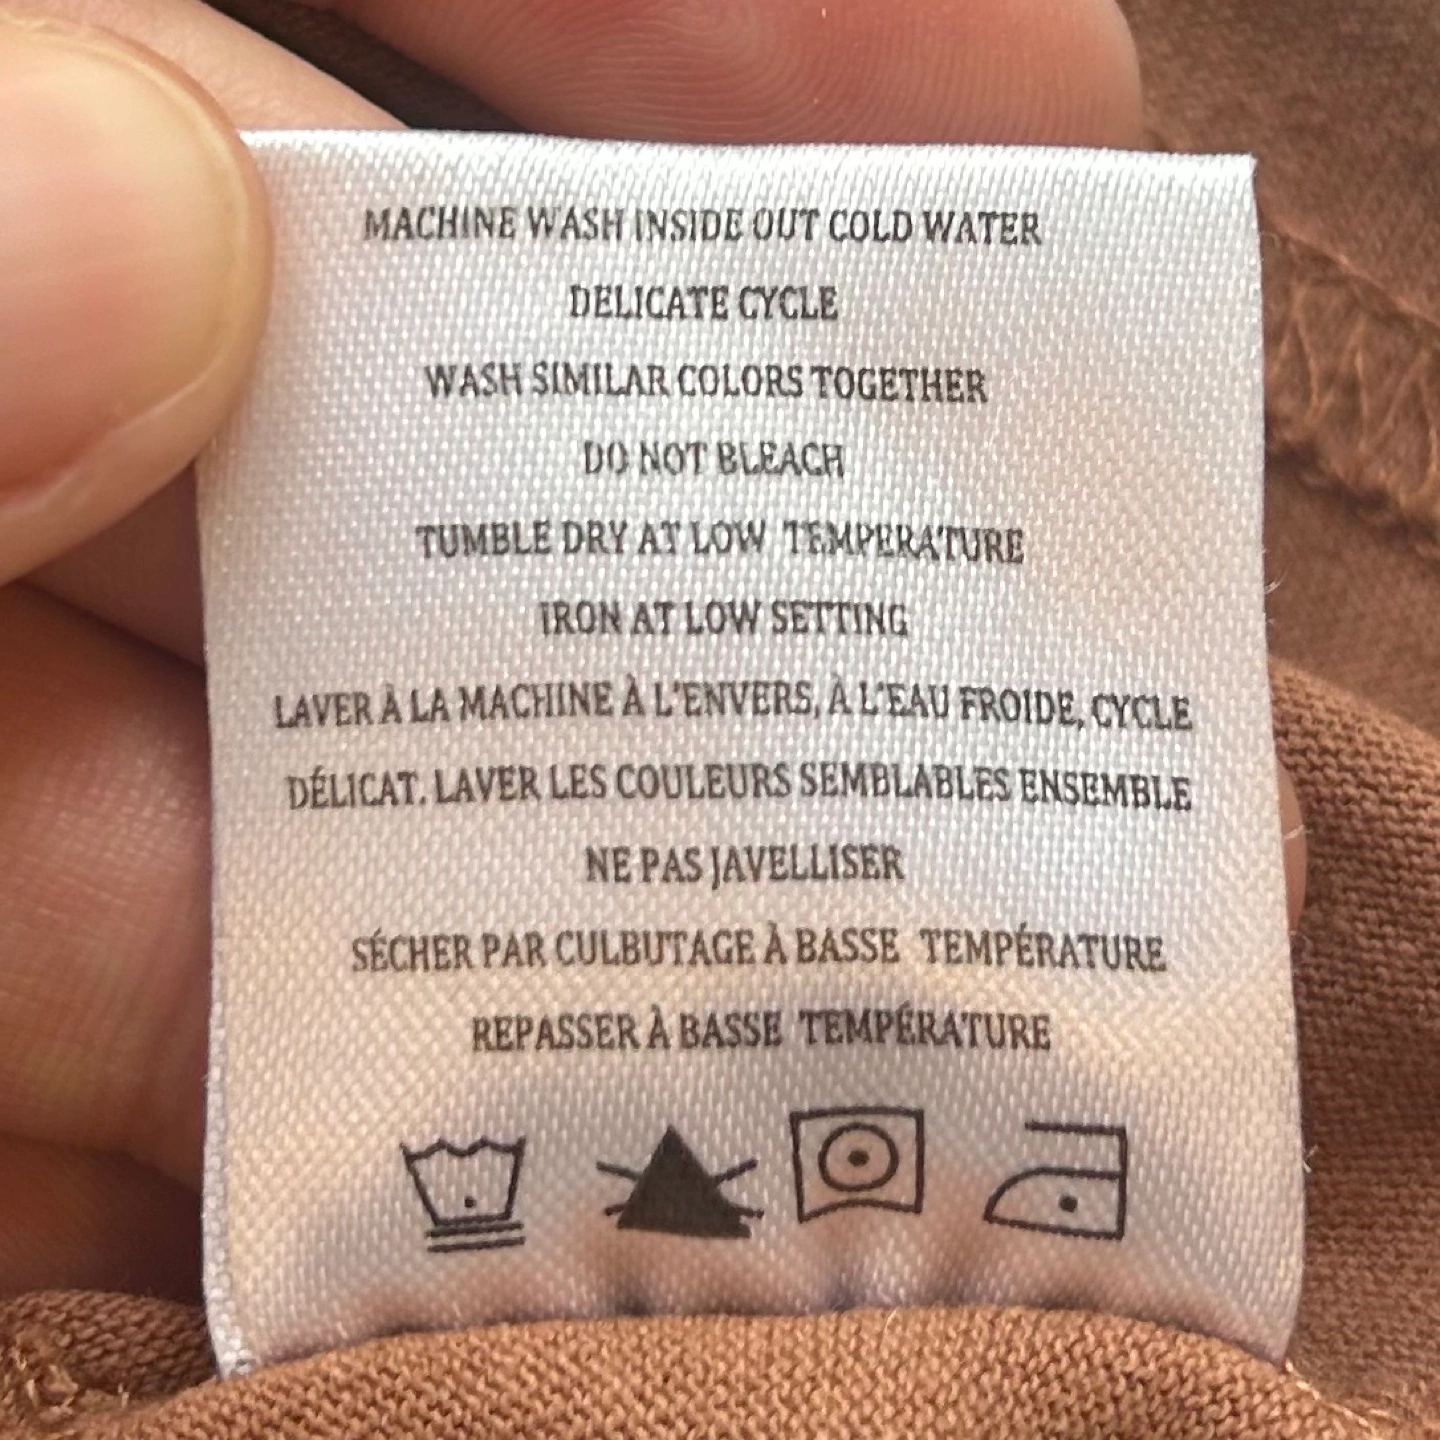 MACHINE WASH INSIDE OUT COLD WATER
DELICATE CYCLE
WASH SIMILAR COLORS TOGETHER
DO NOT BLEACH
TUMBLE DRY AT LOW TEMPERATURE
IRON AT LOW SETTING
LAVER À LA MACHINE À L'ENVERS, À L'EAU FROIDE, CYCLE
DÉLICAT. LAVER LES COULEURS SEMBLABLES ENSEMBLE
NE PAS JAVELLISER
SÉCHER PAR CULBUTAGE À BASSE TEMPÉRATURE
REPASSER À BASSE TEMPÉRATURE